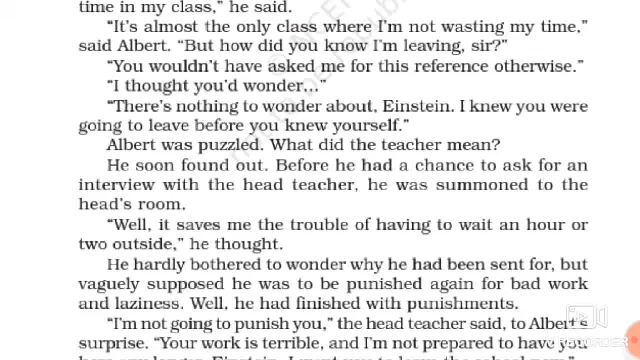 time in my class," he said.
"It's almost the only class where I'm not wasting my time,"
said Albert. "But how did you know I'm leaving, sir?"
"You wouldn't have asked me for this reference otherwise."
"I thought you'd wonder..."
"There's nothing to wonder about, Einstein. I knew you were
going to leave before you knew yourself."
Albert was puzzled. What did the teacher mean?
He soon found out. Before he had a chance to ask for an
interview with the head teacher, he was summoned to the
head's room.
"Well, it saves me the trouble of having to wait an hour or
two outside," he thought.
He hardly bothered to wonder why he had been sent for, but
vaguely supposed he was to be punished again for bad work
and laziness. Well, he had finished with punishments.
"I'm not going to punish you," the head teacher said, to Albert's
surprise. "Your work is terrible, and I'm not prepared to have you